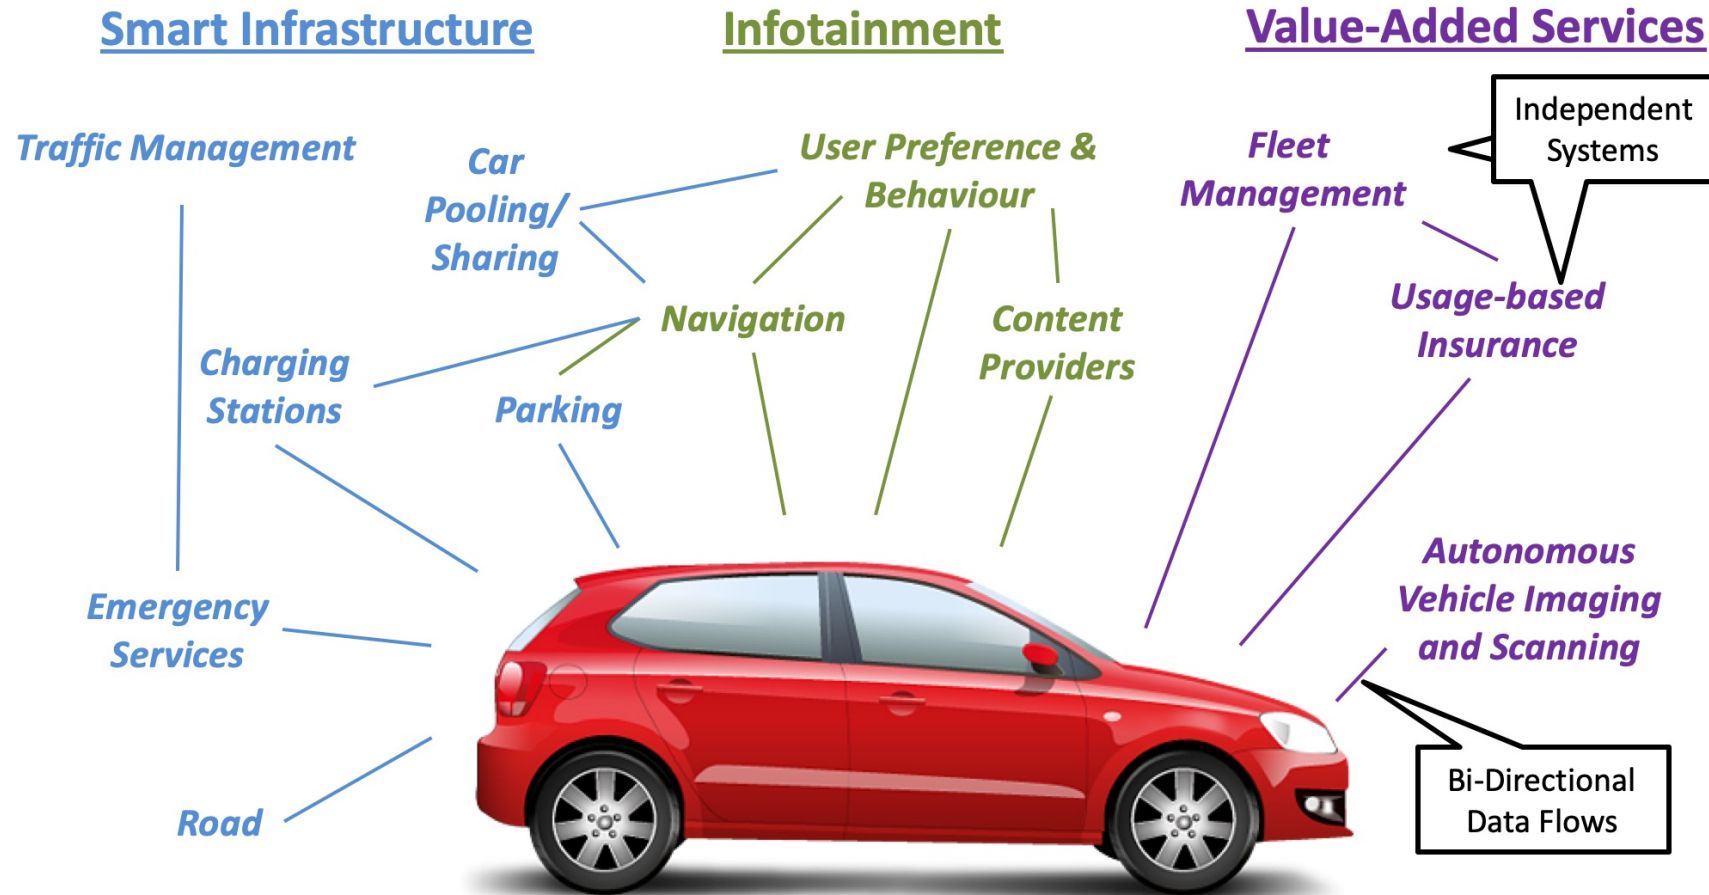 Smart Infrastructure
Infotainment
Value-Added Services
Independent
Systems
Traffic Management
Car
Pooling/
Sharing
User Preference &
Behaviour
Fleet
Management
Navigation
Content
Providers
Usage-based
Insurance
Charging
Stations
Parking
Emergency
Services
Autonomous
Vehicle Imaging
and Scanning
Road
Bi-Directional
Data Flows